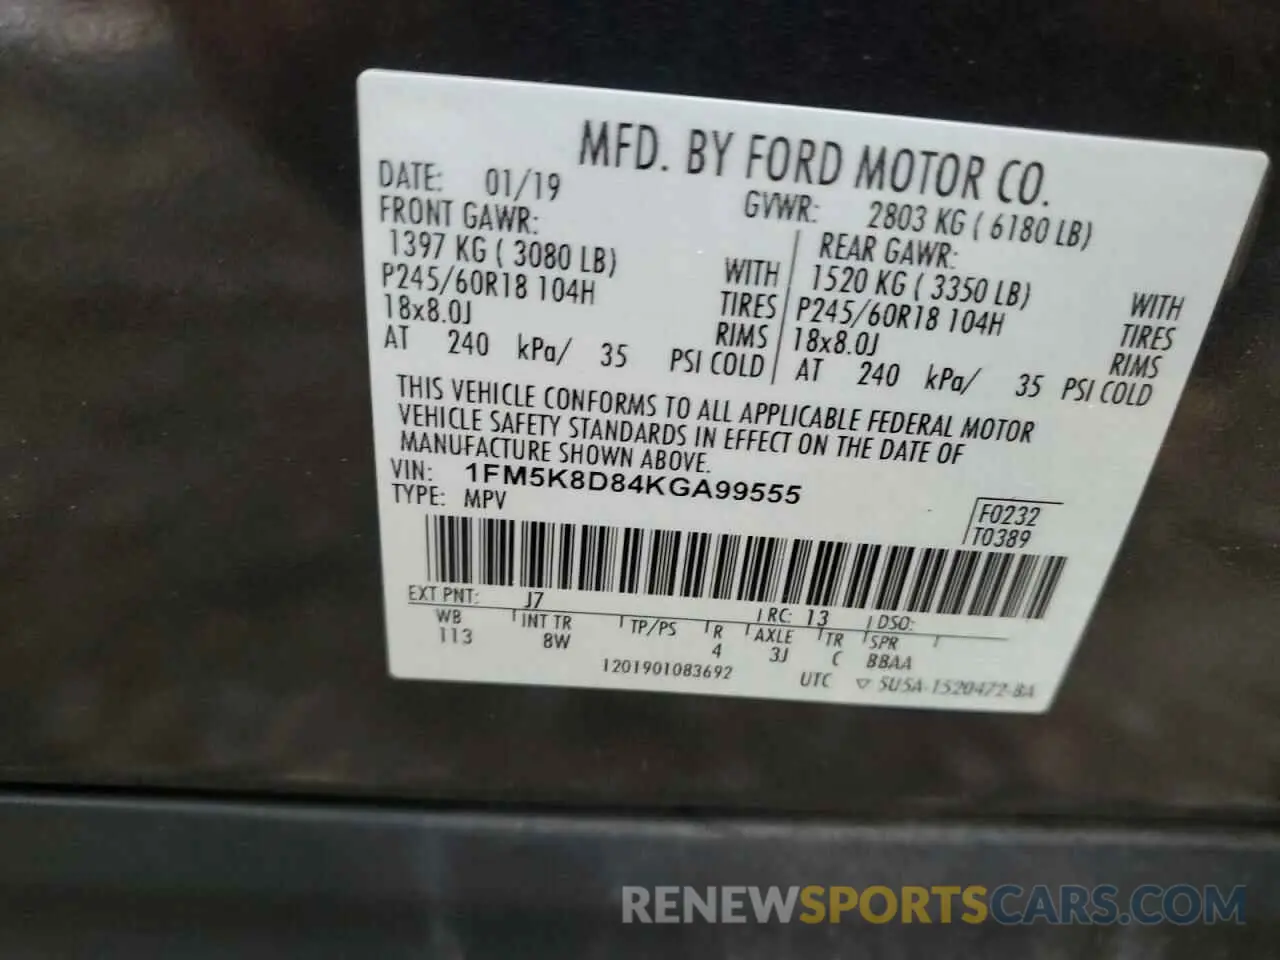 MFD. BY FORD MOTOR CO.
DATE: 01/19 GVWR: 2803 KG ( 6180 LB)
FRONT GAWR: REAR GAWR:
1397 KG ( 3080 LB) WITH 1520 KG ( 3350 LB) WITH
P245/60R18 104H TIRES P245/60R18 104H TIRES
18x8.0J RIMS 18x8.0J RIMS
AT 240 kPa/ 35 PSI COLD AT 240 kPa/ 35 PSI COLD
THIS VEHICLE CONFORMS TO ALL APPLICABLE FEDERAL MOTOR
VEHICLE SAFETY STANDARDS IN EFFECT ON THE DATE OF
MANUFACTURE SHOWN ABOVE.
VIN: 1FM5K8D84KGA99555
TYPE: MPV
F0232
T0389
EXT PNT: J7 RC: 13 DSO:
WB INT TR TP/PS R AXLE TR SPR
113 8W 4 3J C BBAA
1201901083692 UTC ▽ 5U5A-1520472-BA
RENEWSPORTSCARS.COM